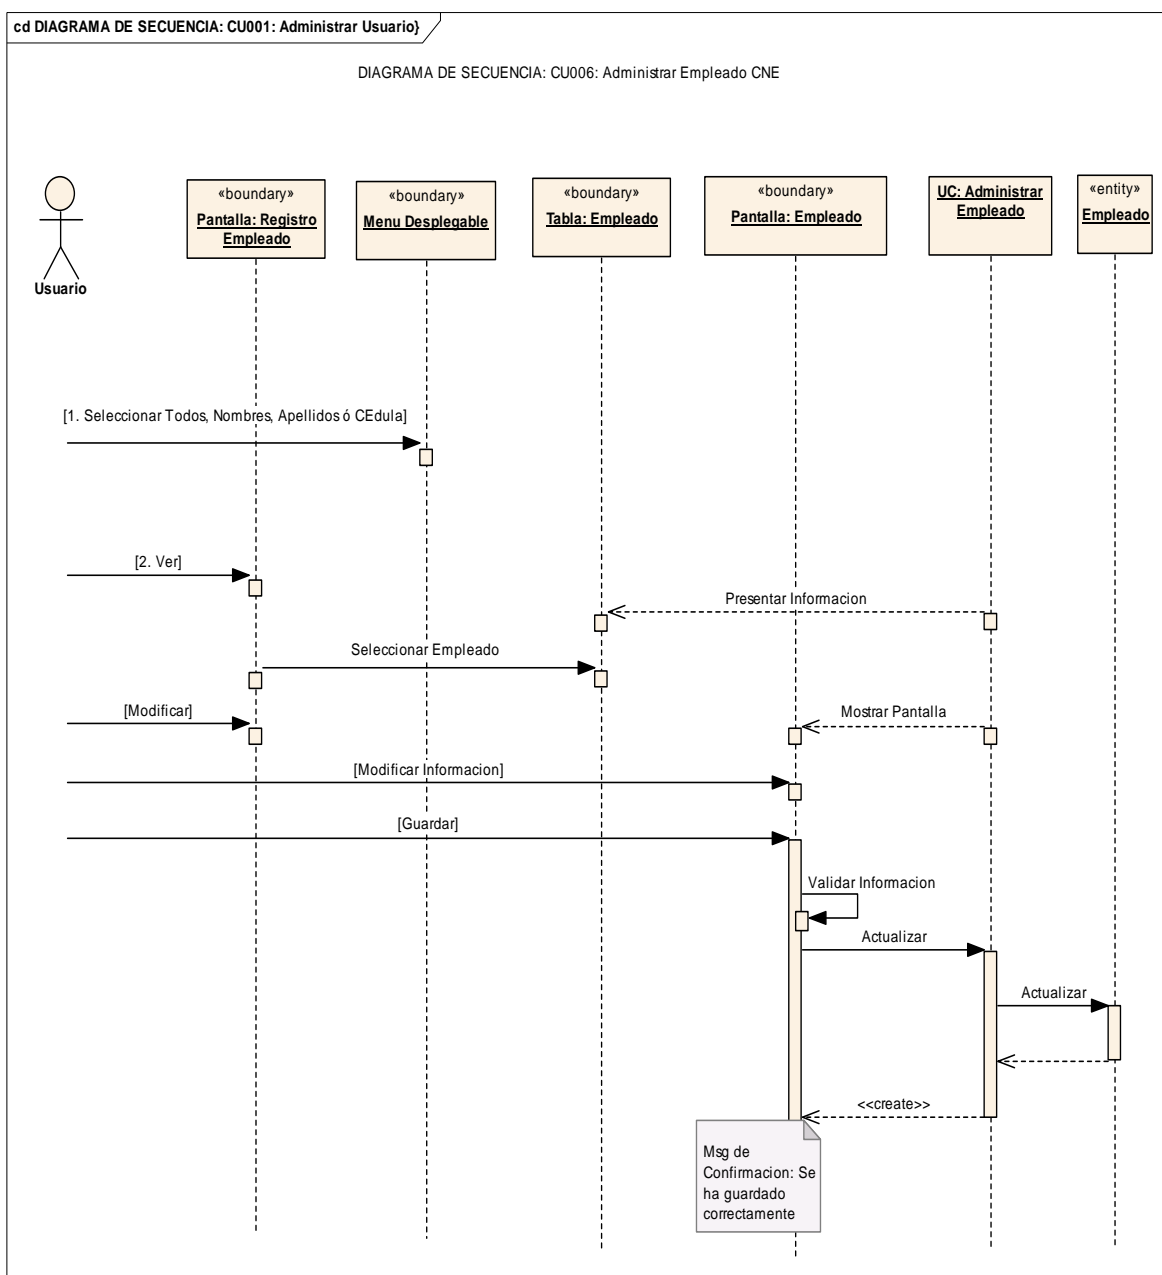 cd DIAGRAMA DE SECUENCIA: CU001: Administrar Usuario}
DIAGRAMA DE SECUENCIA: CU006: Administrar Empleado CNE
Usuario
«boundary»
Pantalla: Registro
Empleado
«boundary»
Menu Desplegable
«boundary»
Tabla: Empleado
«boundary»
Pantalla: Empleado
UC: Administrar
Empleado
«entity»
Empleado
[1. Seleccionar Todos, Nombres, Apellidos ó CEdula]
[2. Ver]
Presentar Informacion
Seleccionar Empleado
[Modificar]
Mostrar Pantalla
[Modificar Informacion]
[Guardar]
Validar Informacion
Actualizar
Actualizar
<<create>>
Msg de
Confirmacion: Se
ha guardado
correctamente